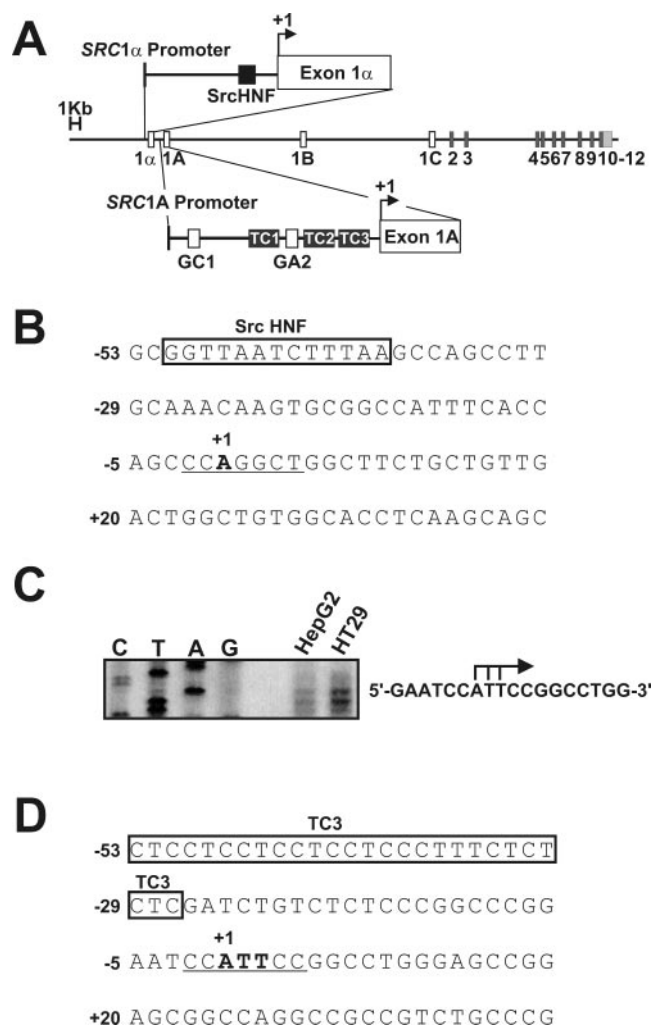 A
+1
SRC1α Promoter
Exon 1α
SrcHNF
1Kb
1α 1A 1B 1C 2 3 4567 8910-12
SRC1A Promoter
+1
TC1 TC2 TC3 Exon 1A
GC1 GA2
B
Src HNF
-53 GCGGTTAATCTTTAAGCCAGCCTT
-29 GCAAACAAGTGCGGCCATTTCACC
+1
-5 AGCCCCAGGCTGGCTTCTGCTGTTG
+20 ACTGGCTGTGGCACCTCAAGCAGC
C
C T A G HepG2 HT29
5'-GAATCCATTCCGGCCTGG-3'
D
TC3
-53 CTCCTCCTCCTCCTCCCTTTCTCT
TC3
-29 CTCGATCTGTCTCTCCCGGCCCGG
+1
-5 AATCCATTCCGGCCTGGGAGCCGG
+20 AGCGGCCAGGCCGCCGTCTGCCCG